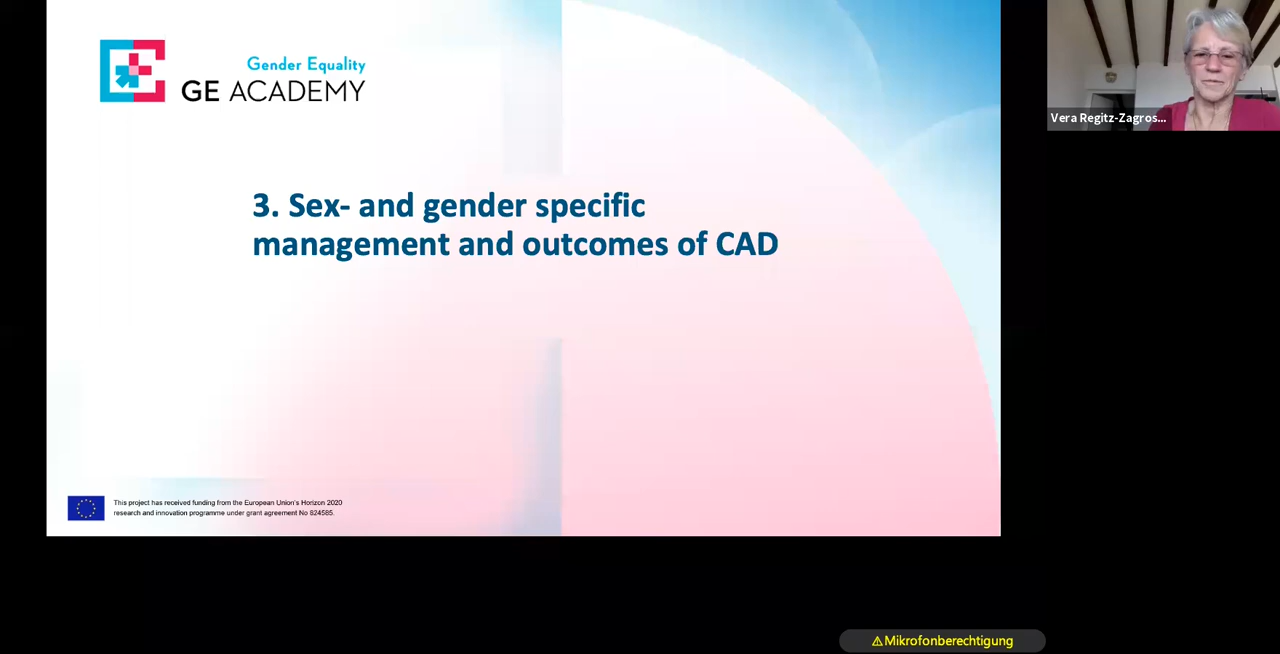 Gender Equality
GE ACADEMY
Vera Regitz-Zagros...
3. Sex- and gender specific
management and outcomes of CAD
This project has received funding from the European Union's Horizon 2020
research and innovation programme under grant agreement No 824585.
⚠Mikrofonberechtigung